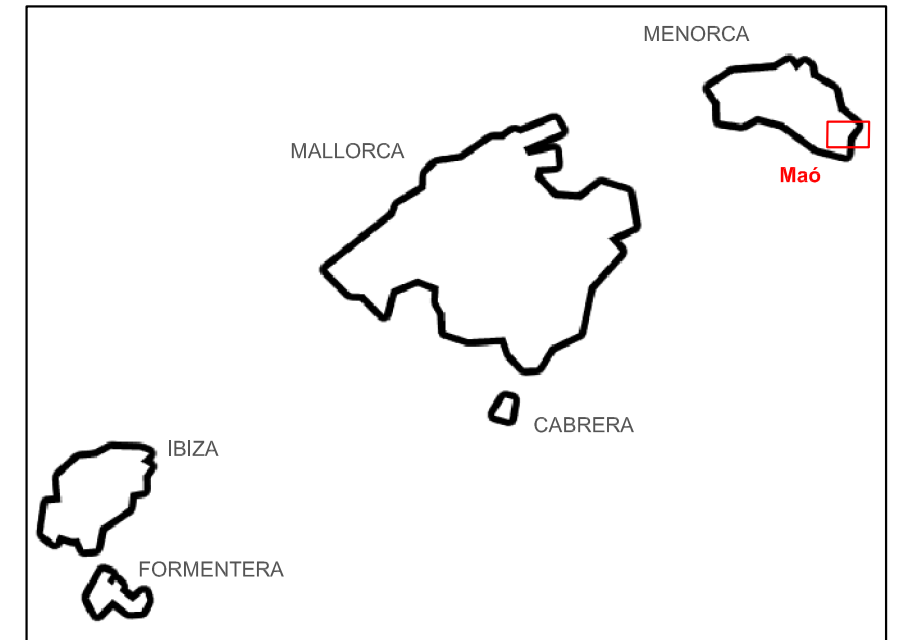 MENORCA
MALLORCA
Maó
CABRERA
IBIZA
FORMENTERA